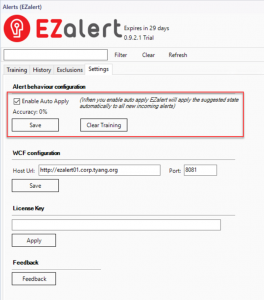 Alerts (EZalert)
EZalert
Expires in 29 days
0.9.2.1 Trial
Filter Clear Refresh
Training History Exclusions Settings
Alert behaviour configuration
Enable Auto Apply
(When you enable auto apply EZalert will apply the suggested state
automatically to all new incoming alerts)
Accuracy: 0%
Save Clear Training
WCF configuration
Host Url: http://ezalert01.corp.tyang.org Port: 8081
Save
License Key
Apply
Feedback
Feedback